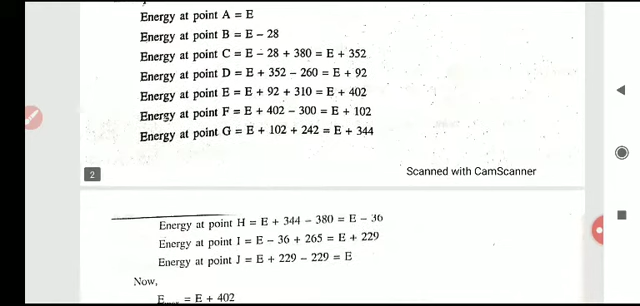 Energy at point A = E
Energy at point B = E − 28
Energy at point C = E − 28 + 380 = E + 352
Energy at point D = E + 352 − 260 = E + 92
Energy at point E = E + 92 + 310 = E + 402
Energy at point F = E + 402 − 300 = E + 102
Energy at point G = E + 102 + 242 = E + 344
2
Scanned with CamScanner
Energy at point H = E + 344 − 380 = E − 36
Energy at point I = E − 36 + 265 = E + 229
Energy at point J = E + 229 − 229 = E
Now,
E = E + 402